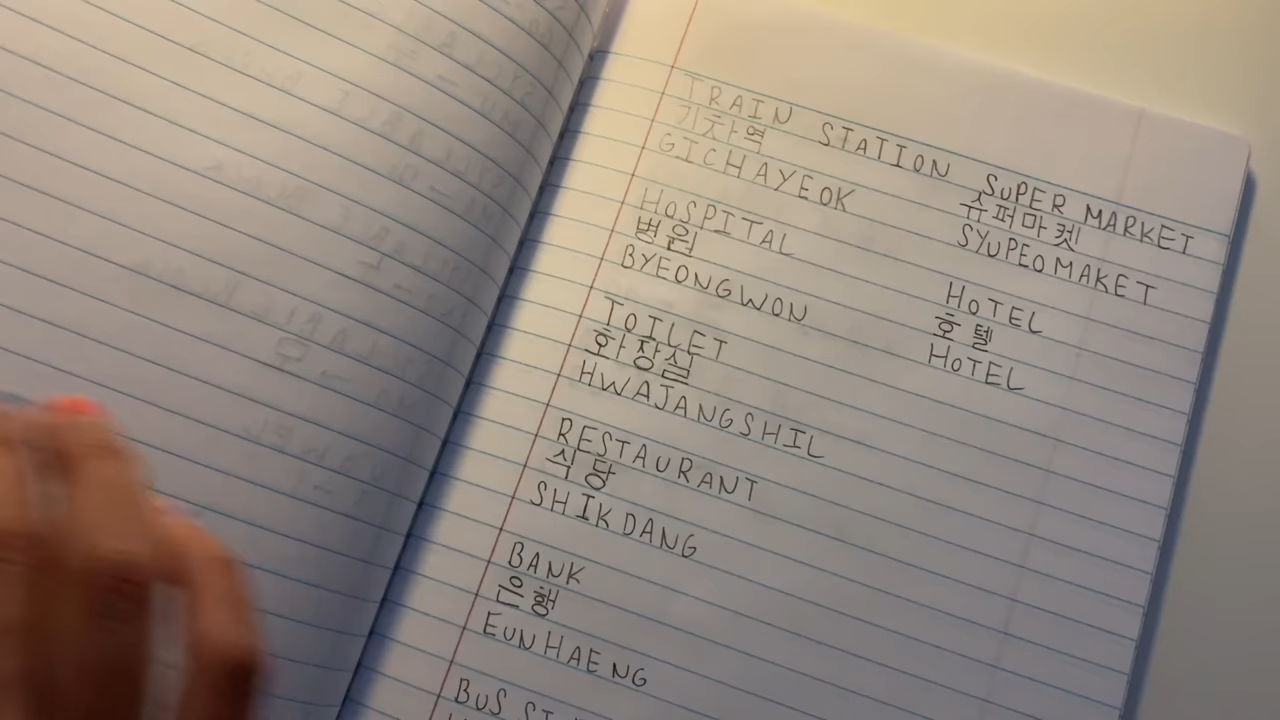 TRAIN STATION
기차역
GICHAYEOK
HOSPITAL
병원
BYEONGWON
TOILET
화장실
HWAJANGSHIL
RESTAURANT
식당
SHIKDANG
BANK
은행
EUNHAENG
BUS
SUPER MARKET
슈퍼마켓
SYUPEOMAKET
HOTEL
호텔
HOTEL